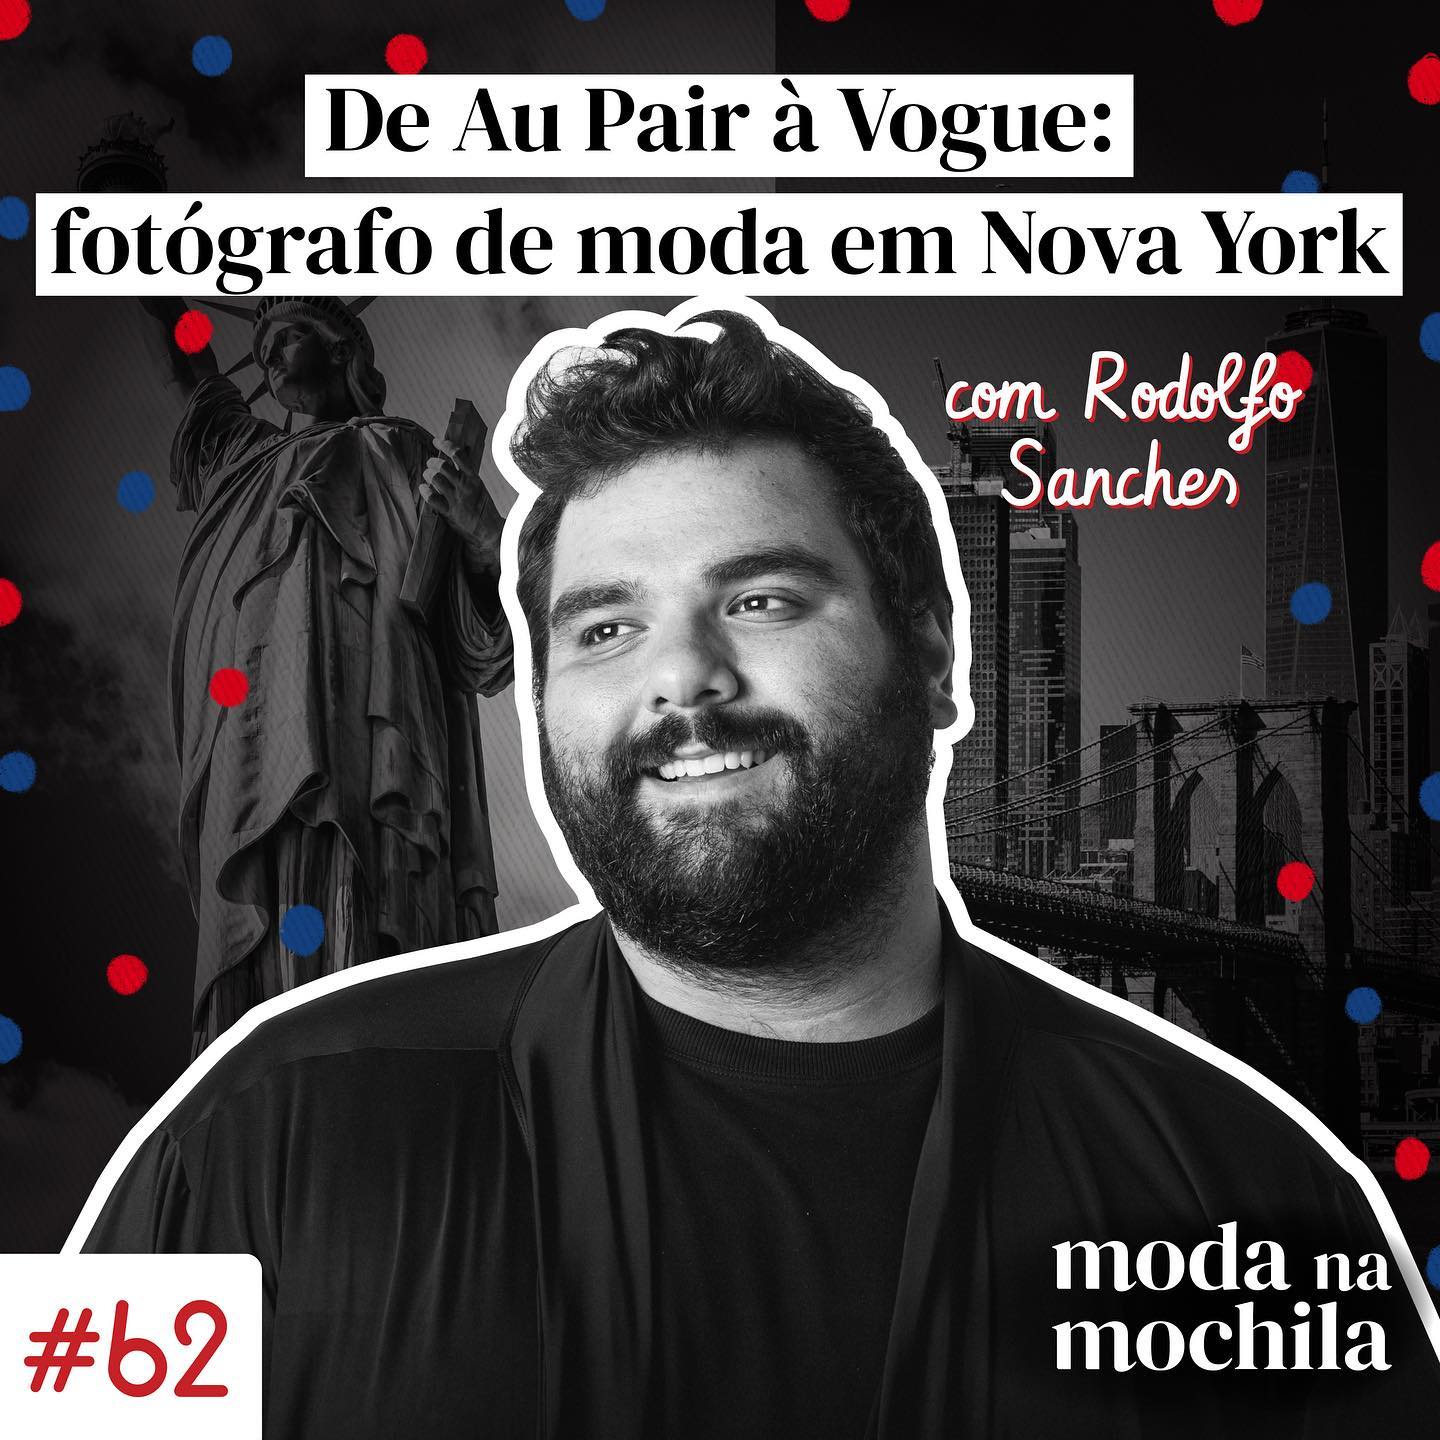 De Au Pair à Vogue:
fotógrafo de moda em Nova York
com Rodolfo
Sanches
moda na
mochila
#62